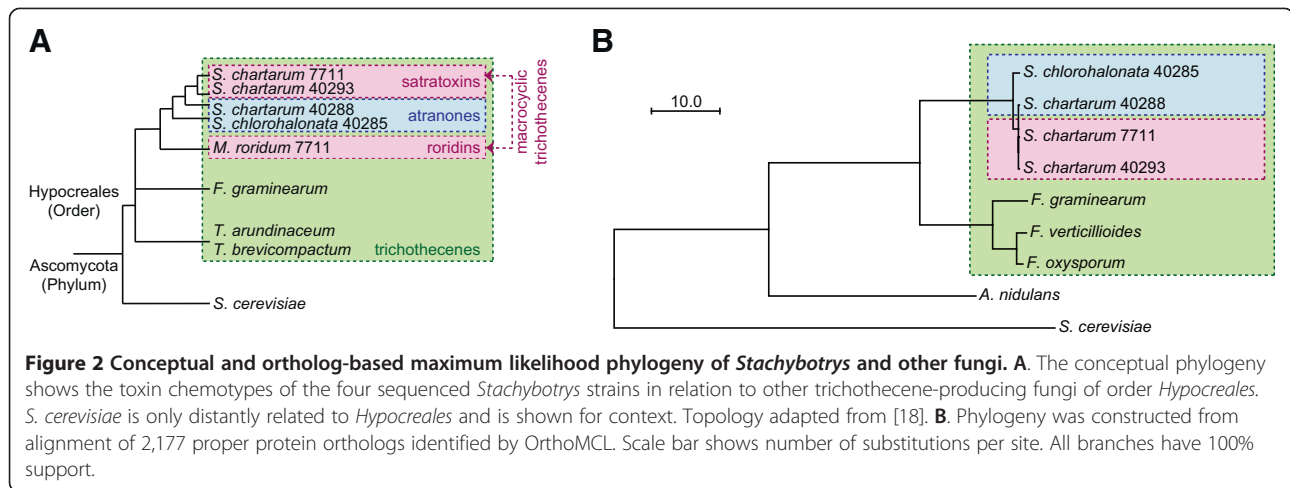 A
S. chartarum 7711
S. chartarum 40293
satratoxins
S. chartarum 40288
S. chlorohalonata 40285
atranones
M. roridum 7711
roridins
macrocyclic
trichothecenes
Hypocreales
(Order)
F. graminearum
T. arundinaceum
T. brevicompactum
trichothecenes
Ascomycota
(Phylum)
S. cerevisiae
B
10.0
S. chlorohalonata 40285
S. chartarum 40288
S. chartarum 7711
S. chartarum 40293
F. graminearum
F. verticillioides
F. oxysporum
A. nidulans
S. cerevisiae
Figure 2 Conceptual and ortholog-based maximum likelihood phylogeny of Stachybotrys and other fungi. A. The conceptual phylogeny
shows the toxin chemotypes of the four sequenced Stachybotrys strains in relation to other trichothecene-producing fungi of order Hypocreales.
S. cerevisiae is only distantly related to Hypocreales and is shown for context. Topology adapted from [18]. B. Phylogeny was constructed from
alignment of 2,177 proper protein orthologs identified by OrthoMCL. Scale bar shows number of substitutions per site. All branches have 100%
support.